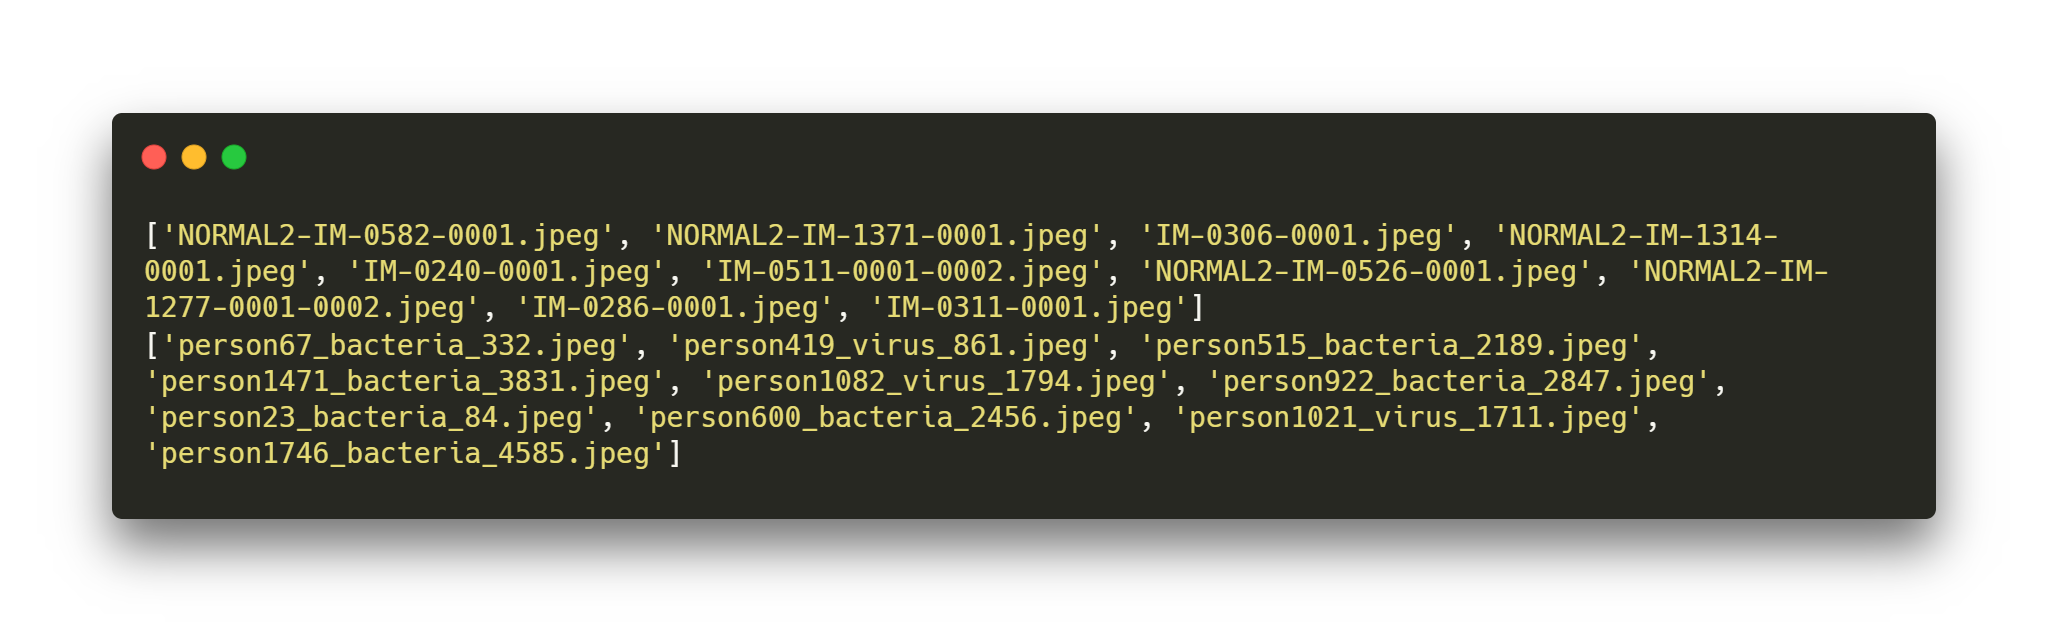 ['NORMAL2-IM-0582-0001.jpeg', 'NORMAL2-IM-1371-0001.jpeg', 'IM-0306-0001.jpeg', 'NORMAL2-IM-1314-
0001.jpeg', 'IM-0240-0001.jpeg', 'IM-0511-0001-0002.jpeg', 'NORMAL2-IM-0526-0001.jpeg', 'NORMAL2-IM-
1277-0001-0002.jpeg', 'IM-0286-0001.jpeg', 'IM-0311-0001.jpeg']
['person67_bacteria_332.jpeg', 'person419_virus_861.jpeg', 'person515_bacteria_2189.jpeg',
'person1471_bacteria_3831.jpeg', 'person1082_virus_1794.jpeg', 'person922_bacteria_2847.jpeg',
'person23_bacteria_84.jpeg', 'person600_bacteria_2456.jpeg', 'person1021_virus_1711.jpeg',
'person1746_bacteria_4585.jpeg']